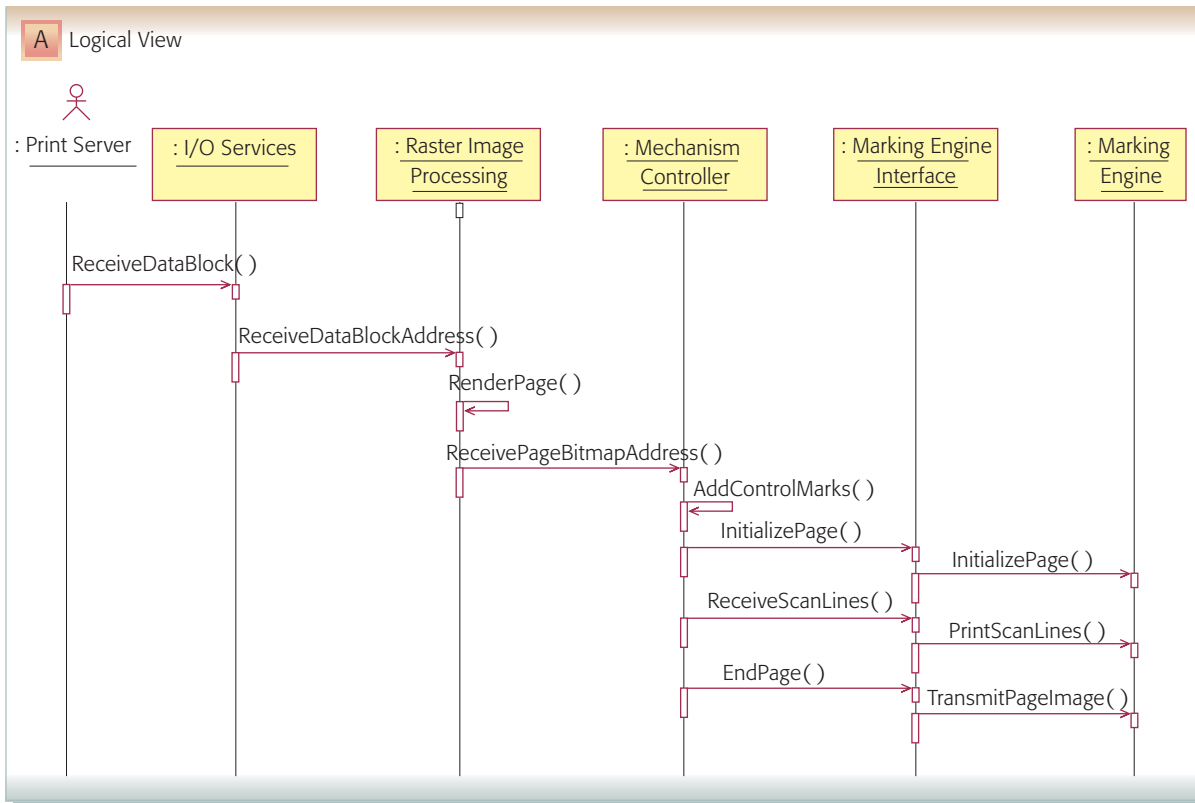 A Logical View
: Print Server
: I/O Services
: Raster Image
Processing
: Mechanism
Controller
: Marking Engine
Interface
: Marking
Engine
ReceiveDataBlock( )
ReceiveDataBlockAddress( )
RenderPage( )
ReceivePageBitmapAddress( )
AddControlMarks( )
InitializePage( )
InitializePage( )
ReceiveScanLines( )
PrintScanLines( )
EndPage( )
TransmitPageImage( )